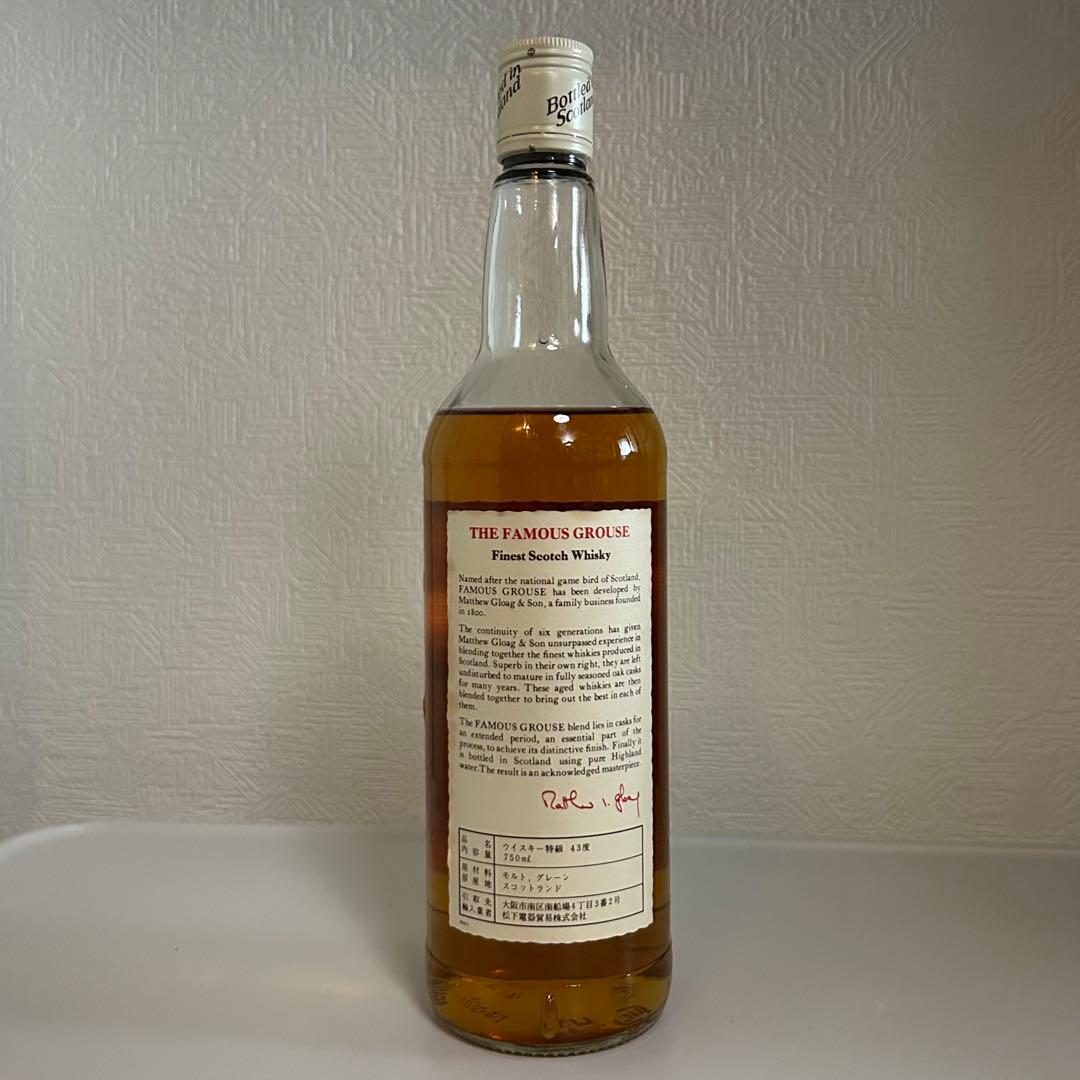 d in
land
Bottled
Scotlan
THE FAMOUS GROUSE
Finest Scotch Whisky
Named after the national game bird of Scotland,
FAMOUS GROUSE has been developed by
Matthew Gloag & Son, a family business founded
in 1800.
The continuity of six generations has given
Matthew Gloag & Son unsurpassed experience in
blending together the finest whiskies produced in
Scotland. Superb in their own right, they are left
undisturbed to mature in fully seasoned oak casks
for many years. These aged whiskies are then
blended together to bring out the best in each of
them.
The FAMOUS GROUSE blend lies in casks for
an extended period, an essential part of the
process, to achieve its distinctive finish. Finally it
is bottled in Scotland using pure Highland
water. The result is an acknowledged masterpiece.
Matthew I. Gloag
品名 ウイスキー特級 43度
内容量 750mℓ
原材料 モルト, グレーン
原産地 スコットランド
引取先 大阪市南区南船場4丁目3番2号
輸入業者 松下電器貿易株式会社